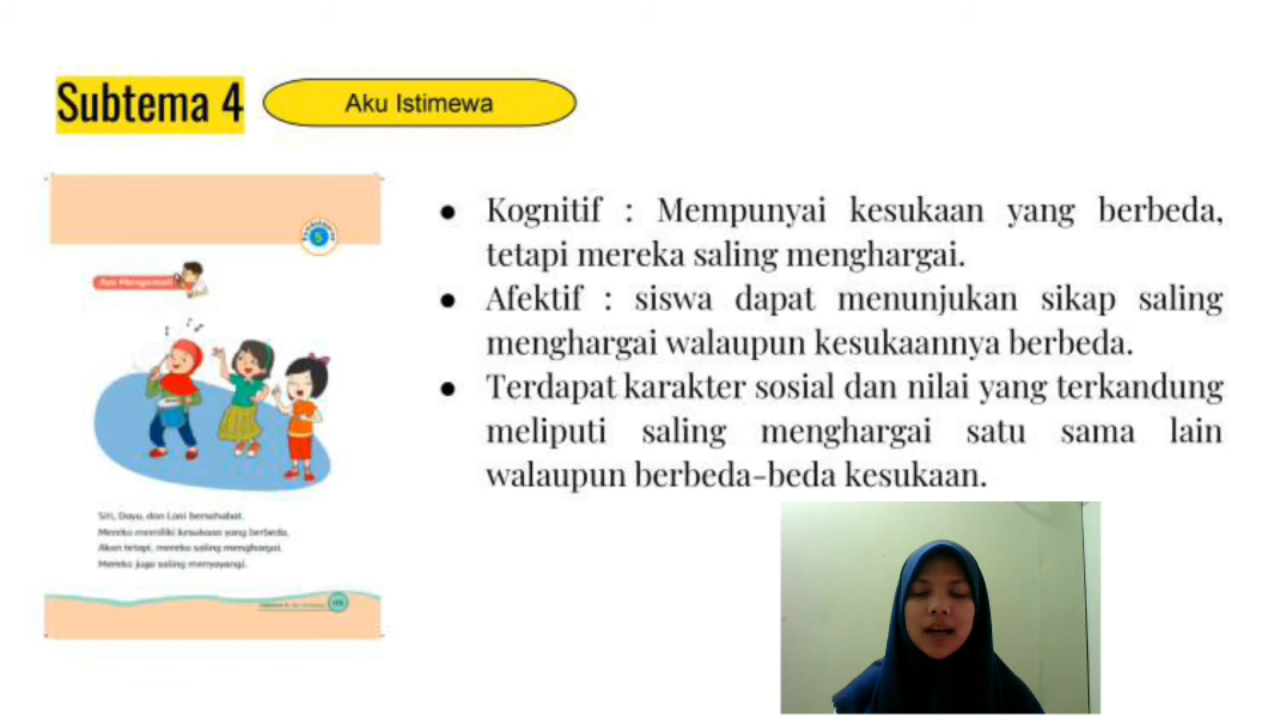 Subtema 4
Aku Istimewa
5
Ayo Mengamati
Siti, Dayu, dan Lani bersahabat.
Mereka memiliki kesukaan yang berbeda.
Akan tetapi, mereka saling menghargai.
Mereka juga saling menyayangi.
● Kognitif : Mempunyai kesukaan yang berbeda,
tetapi mereka saling menghargai.
● Afektif : siswa dapat menunjukan sikap saling
menghargai walaupun kesukaannya berbeda.
● Terdapat karakter sosial dan nilai yang terkandung
meliputi saling menghargai satu sama lain
walaupun berbeda-beda kesukaan.